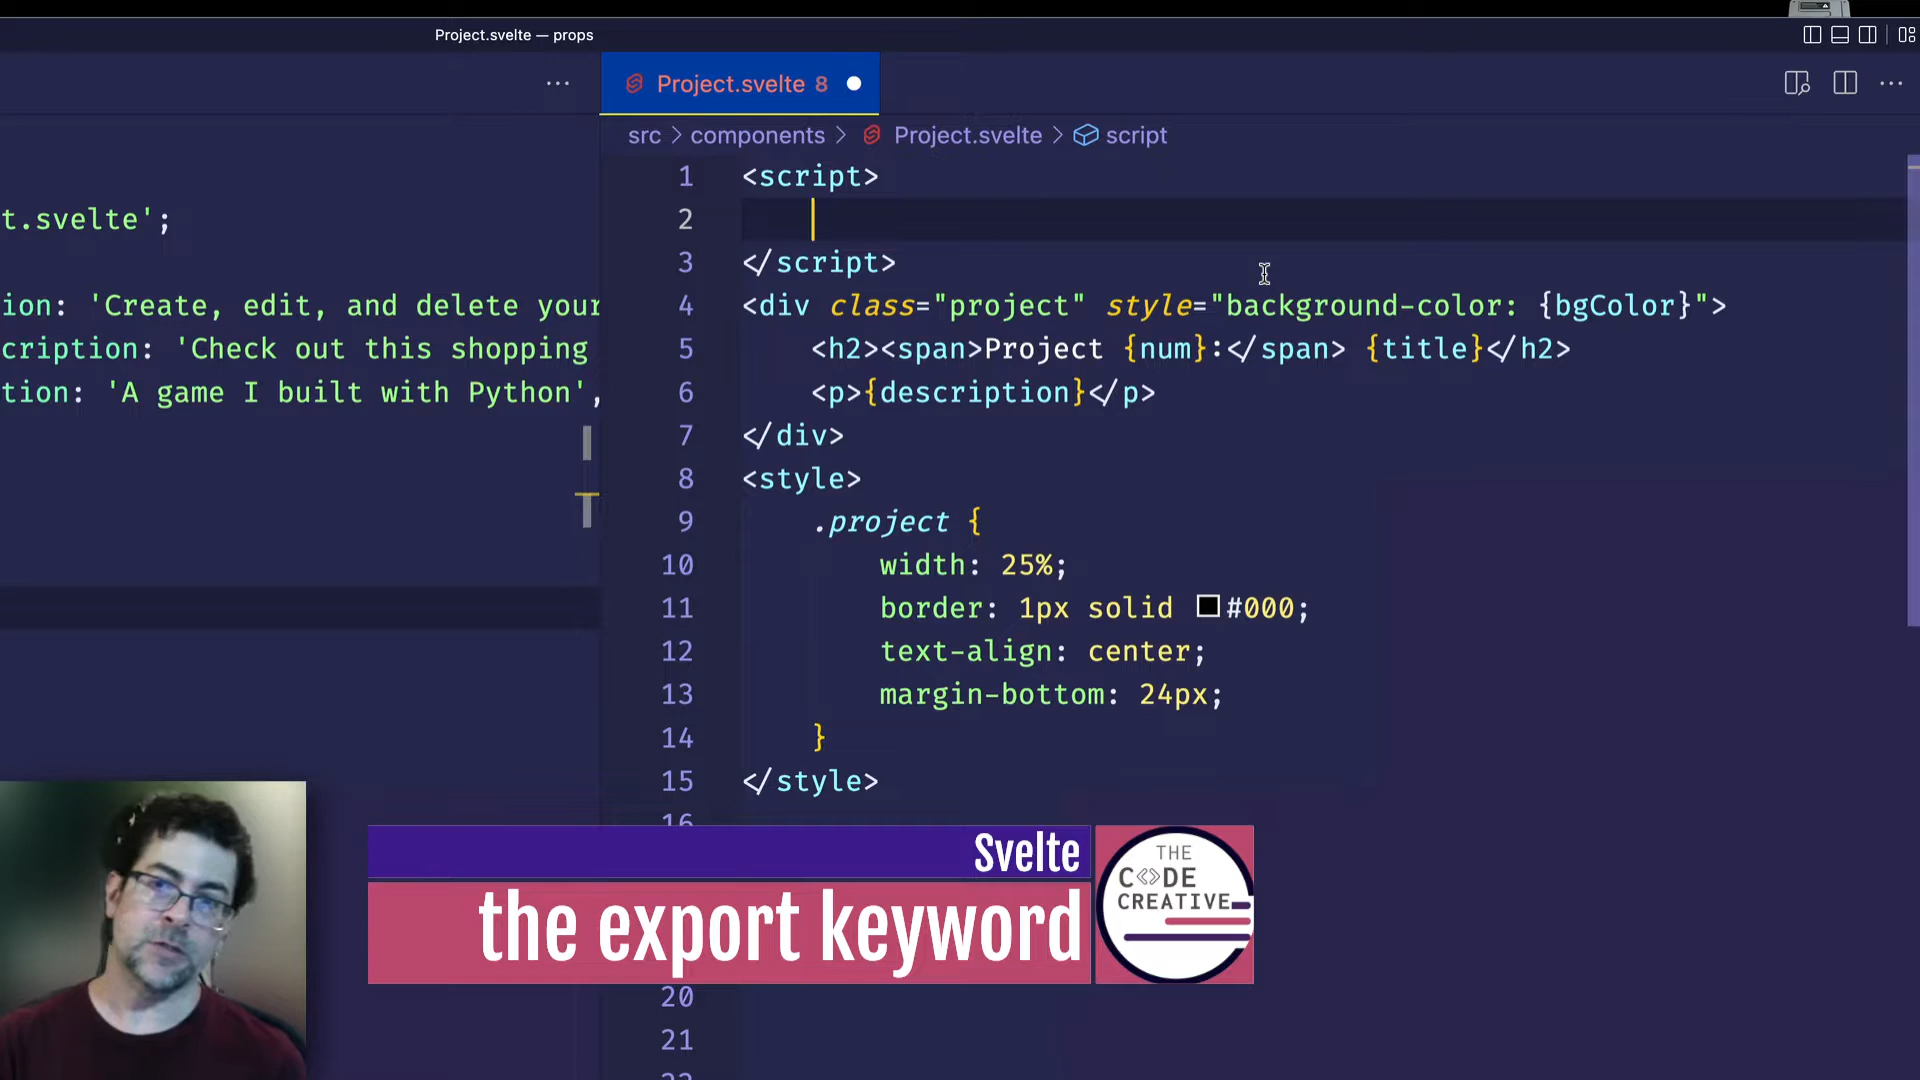 Project.svelte — props
Project.svelte 8
src > components > Project.svelte > script
t.svelte';
ion: 'Create, edit, and delete your
cription: 'Check out this shopping
tion: 'A game I built with Python',
1 <script>
2
3 </script>
4 <div class="project" style="background-color: {bgColor}">
5 <h2><span>Project {num}:</span> {title}</h2>
6 <p>{description}</p>
7 </div>
8 <style>
9 .project {
10 width: 25%;
11 border: 1px solid #000;
12 text-align: center;
13 margin-bottom: 24px;
14 }
15 </style>
16
Svelte
the export keyword
THE
C<>DE
CREATIVE
20
21
22